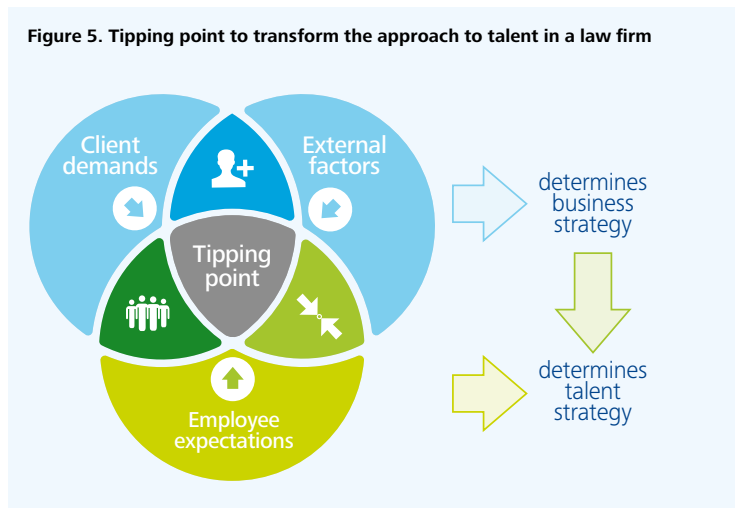 Figure 5. Tipping point to transform the approach to talent in a law firm
Client
demands
External
factors
determines
business
strategy
Tipping
point
determines
talent
strategy
Employee
expectations